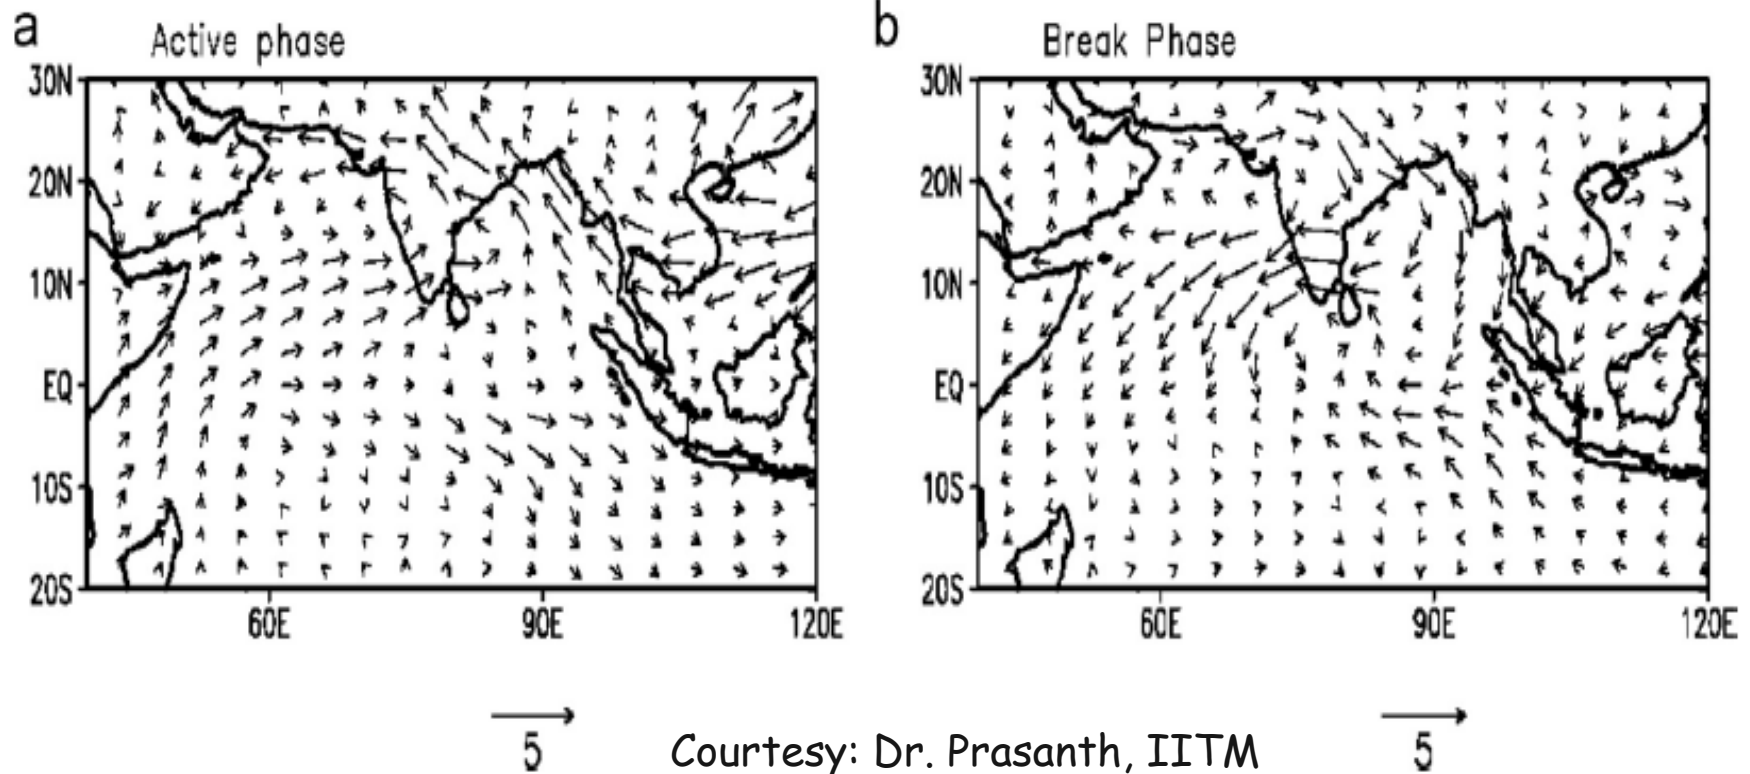 a
Active phase
30N
20N
10N
EQ
10S
20S
60E
90E
120E
5
b
Break Phase
30N
20N
10N
EQ
10S
20S
60E
90E
120E
5
Courtesy: Dr. Prasanth, IITM